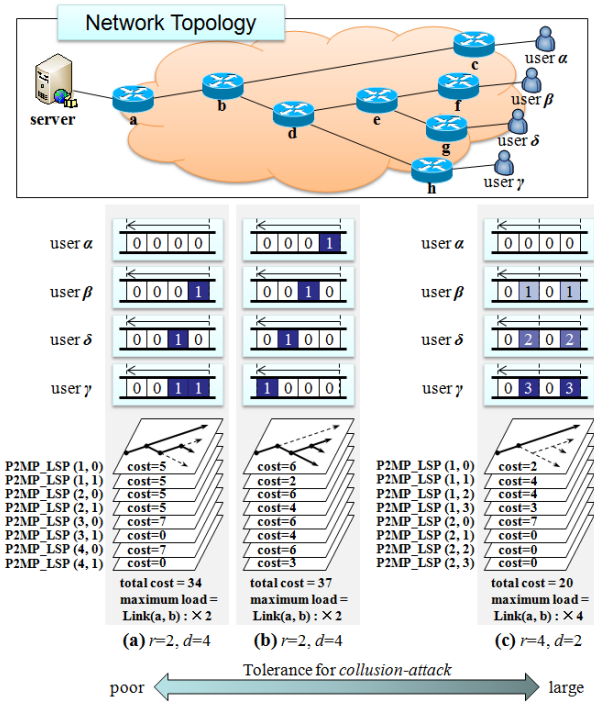 Network Topology
server
a
b
c
d
e
f
g
h
user α
user β
user δ
user γ
user α
0 0 0 0
0 0 0 1
user α
0 0 0 0
user β
0 0 0 1
0 0 1 0
user β
0 1 0 1
user δ
0 0 1 0
0 1 0 0
user δ
0 2 0 2
user γ
0 0 1 1
1 0 0 0
user γ
0 3 0 3
P2MP_LSP (1, 0)
P2MP_LSP (1, 1)
P2MP_LSP (2, 0)
P2MP_LSP (2, 1)
P2MP_LSP (3, 0)
P2MP_LSP (3, 1)
P2MP_LSP (4, 0)
P2MP_LSP (4, 1)
cost=5
cost=5
cost=5
cost=5
cost=7
cost=0
cost=7
cost=0
total cost = 34
maximum load =
Link(a, b) : ×2
(a) r=2, d=4
cost=6
cost=2
cost=6
cost=4
cost=6
cost=4
cost=6
cost=3
total cost = 37
maximum load =
Link(a, b) : ×2
(b) r=2, d=4
P2MP_LSP (1, 0)
P2MP_LSP (1, 1)
P2MP_LSP (1, 2)
P2MP_LSP (1, 3)
P2MP_LSP (2, 0)
P2MP_LSP (2, 1)
P2MP_LSP (2, 2)
P2MP_LSP (2, 3)
cost=2
cost=4
cost=4
cost=3
cost=7
cost=0
cost=0
cost=0
total cost = 20
maximum load =
Link(a, b) : ×4
(c) r=4, d=2
Tolerance for collusion-attack
poor
large